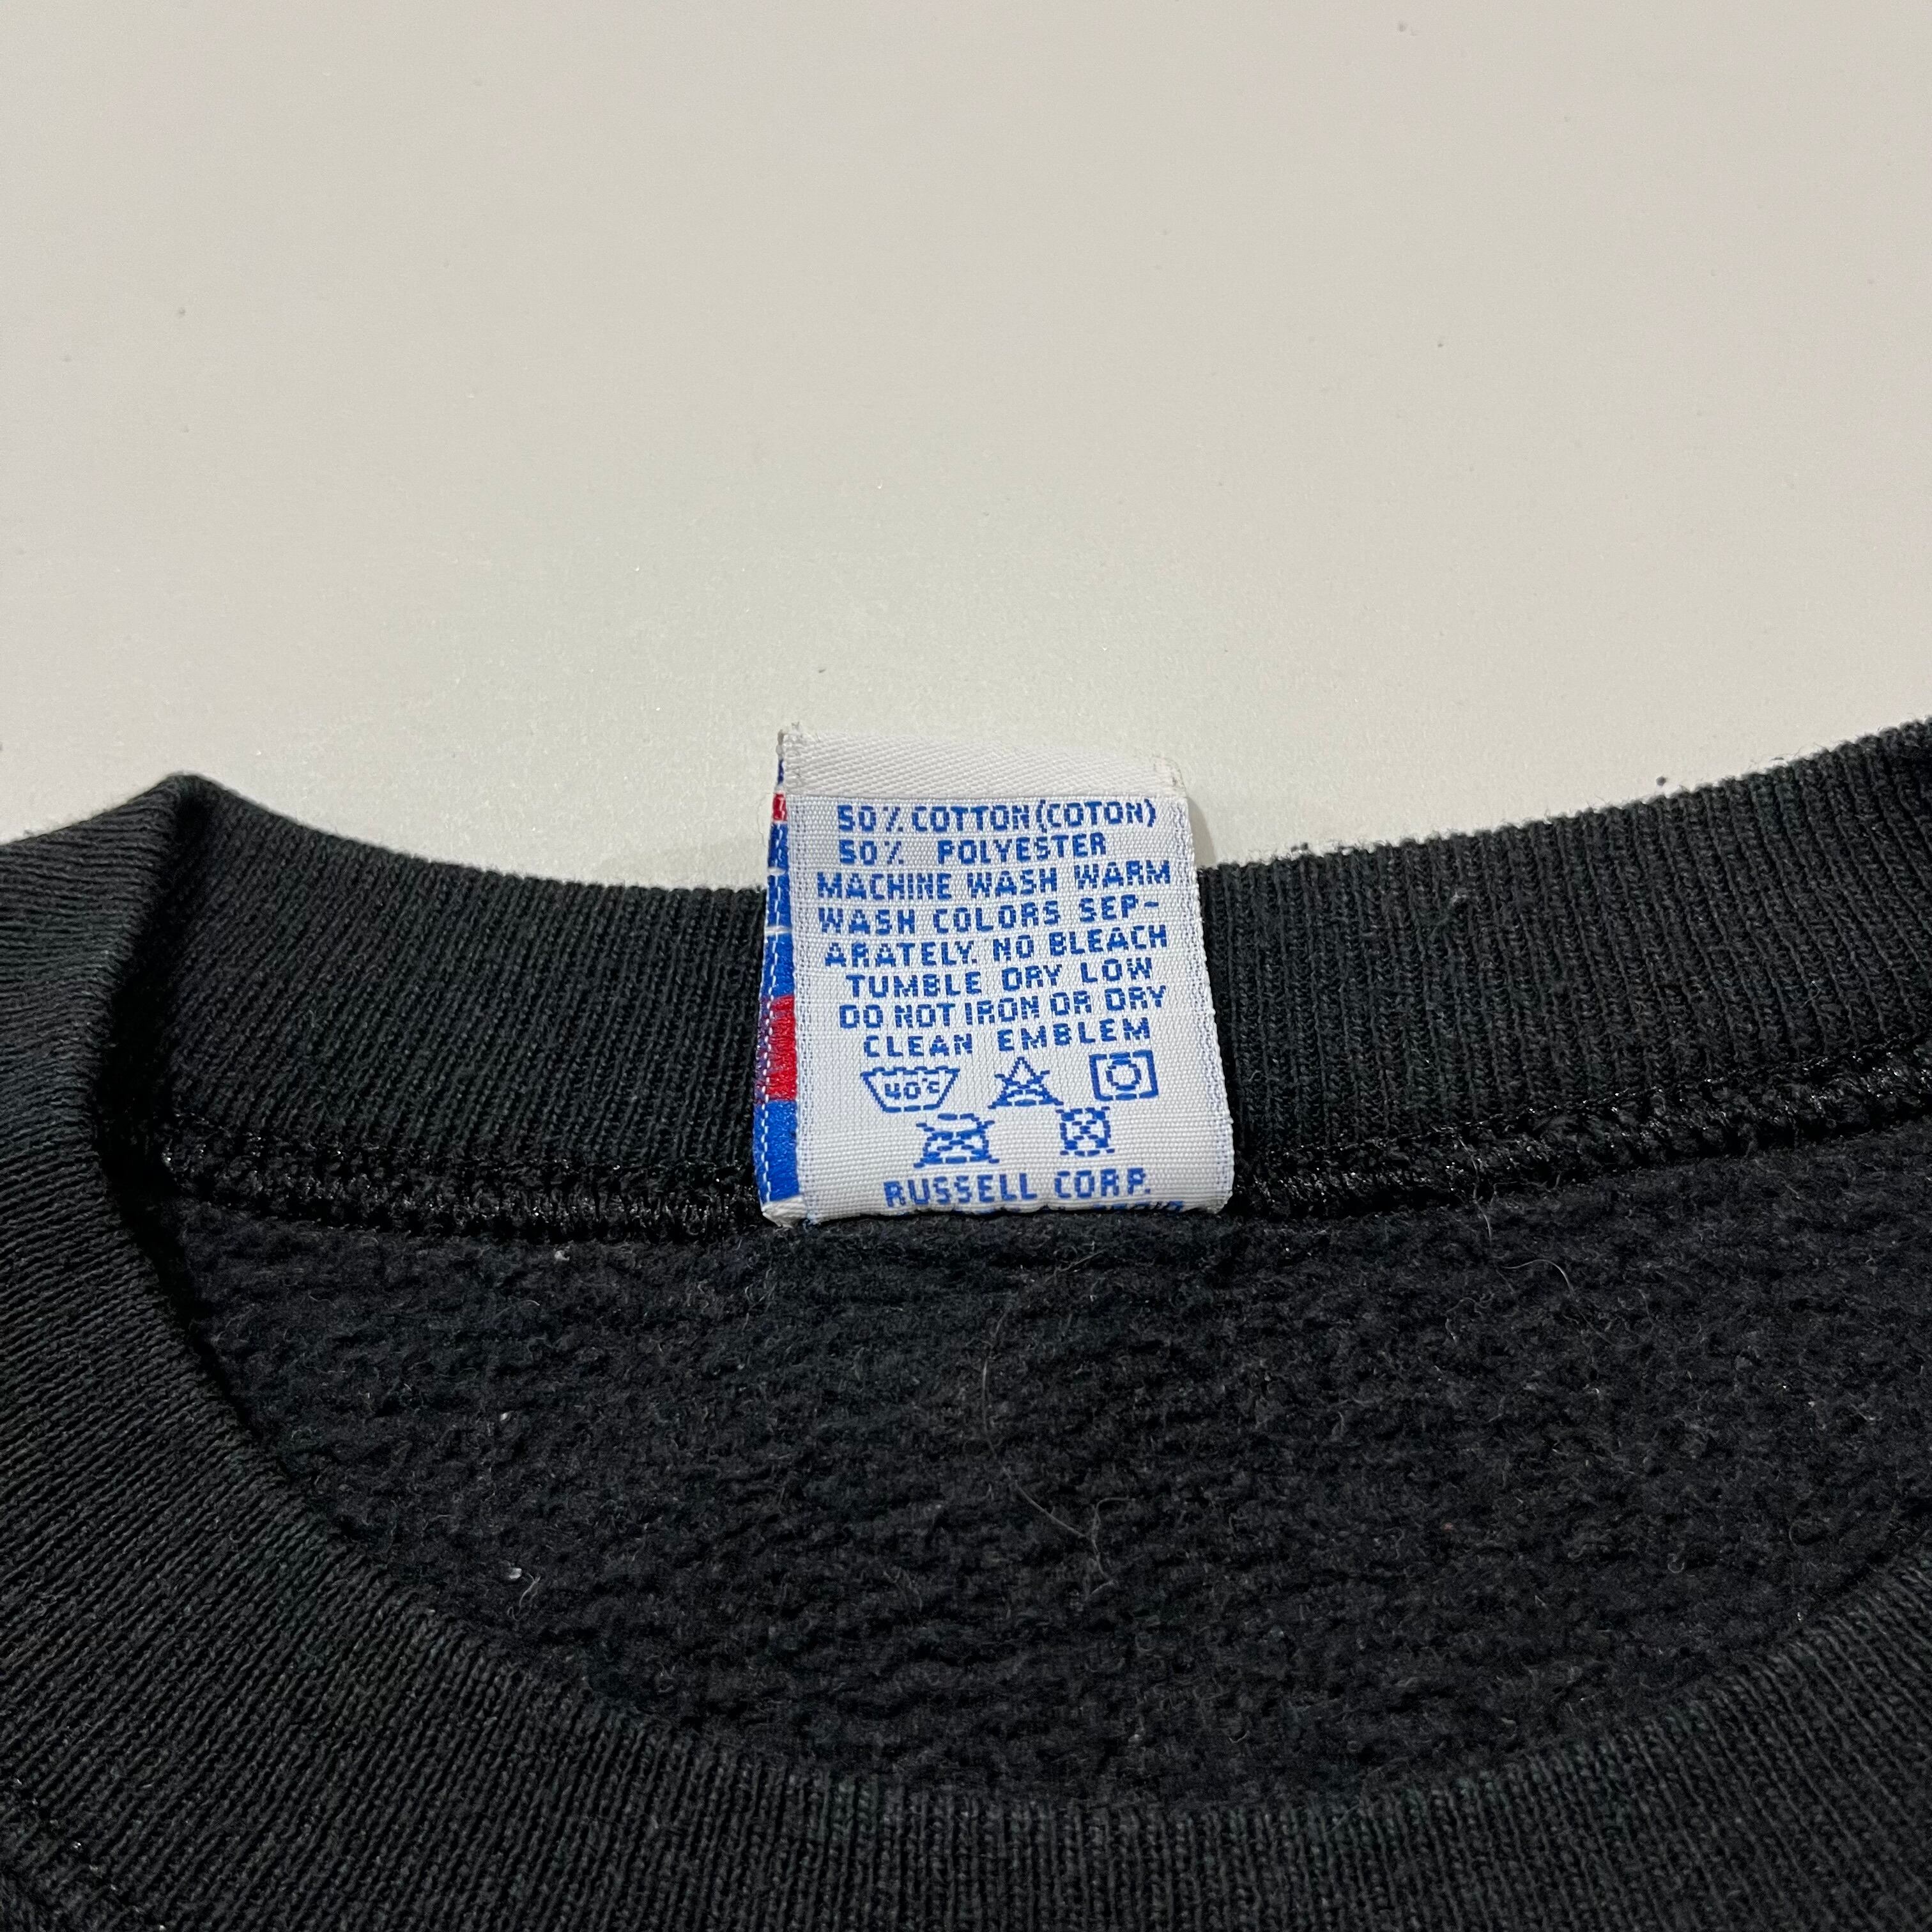 50% COTTON (COTON)
50% POLYESTER
MACHINE WASH WARM
WASH COLORS SEP-
ARATELY. NO BLEACH
TUMBLE DRY LOW
DO NOT IRON OR DRY
CLEAN EMBLEM
40°C
RUSSELL CORP.